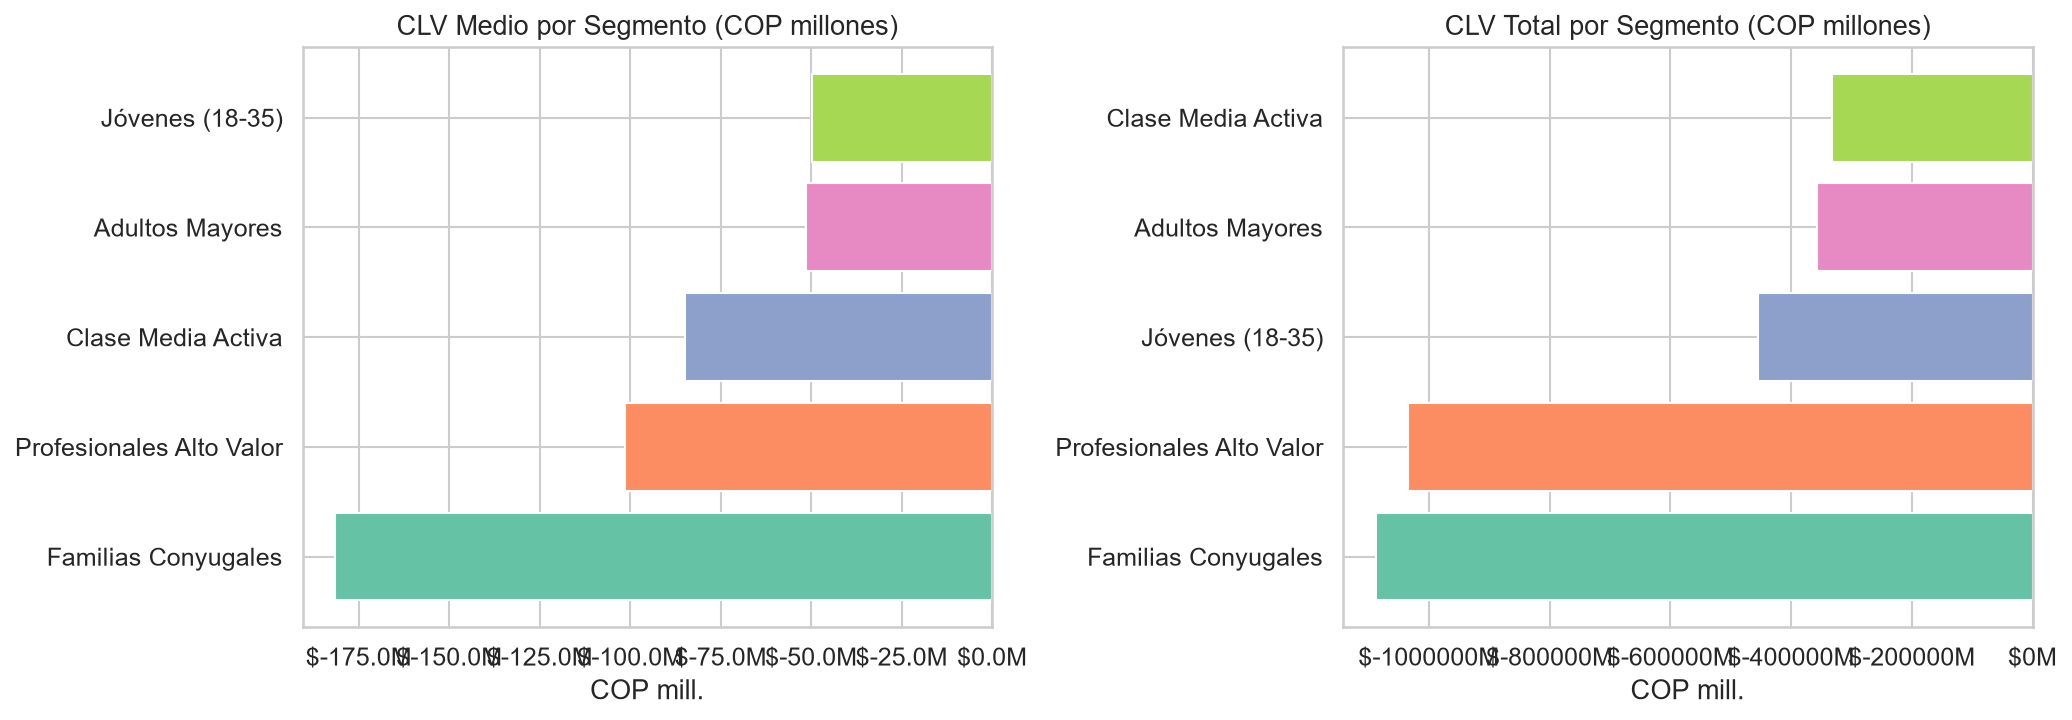 CLV Medio por Segmento (COP millones)
Jóvenes (18-35)
Adultos Mayores
Clase Media Activa
Profesionales Alto Valor
Familias Conyugales
$-175.0M $-150.0M $-125.0M $-100.0M $-75.0M $-50.0M $-25.0M $0.0M
COP mill.
CLV Total por Segmento (COP millones)
Clase Media Activa
Adultos Mayores
Jóvenes (18-35)
Profesionales Alto Valor
Familias Conyugales
$-1000000M $-800000M $-600000M $-400000M $-200000M $0M
COP mill.